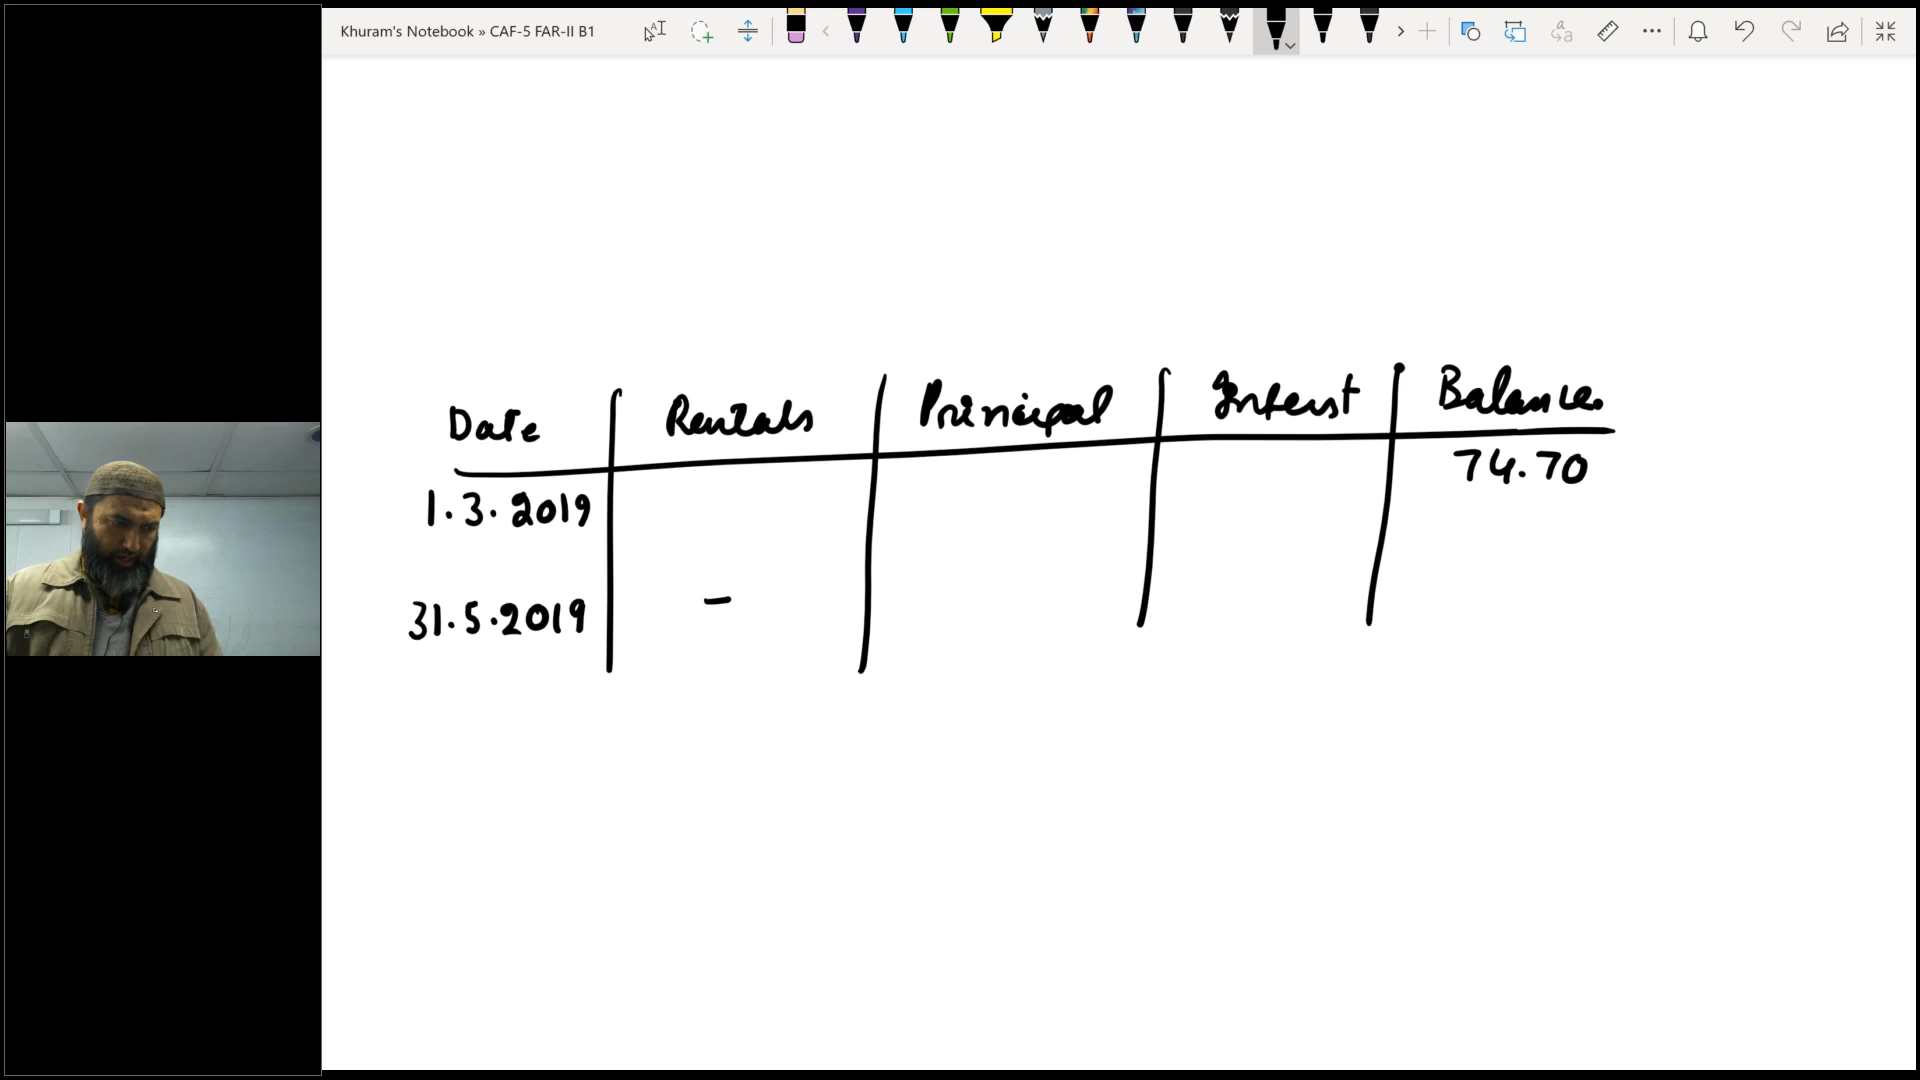 Khuram's Notebook » CAF-5 FAR-II B1
Date Rentals Principal Interst Balance.
1.3.2019 74.70
31.5.2019 -